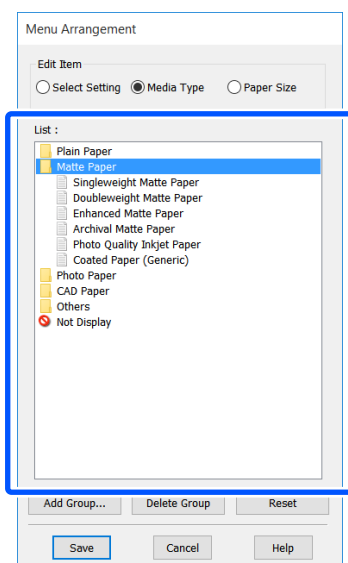 Menu Arrangement
Edit Item
Select Setting Media Type Paper Size
List :
Plain Paper
Matte Paper
Singleweight Matte Paper
Doubleweight Matte Paper
Enhanced Matte Paper
Archival Matte Paper
Photo Quality Inkjet Paper
Coated Paper (Generic)
Photo Paper
CAD Paper
Others
Not Display
Add Group... Delete Group Reset
Save Cancel Help